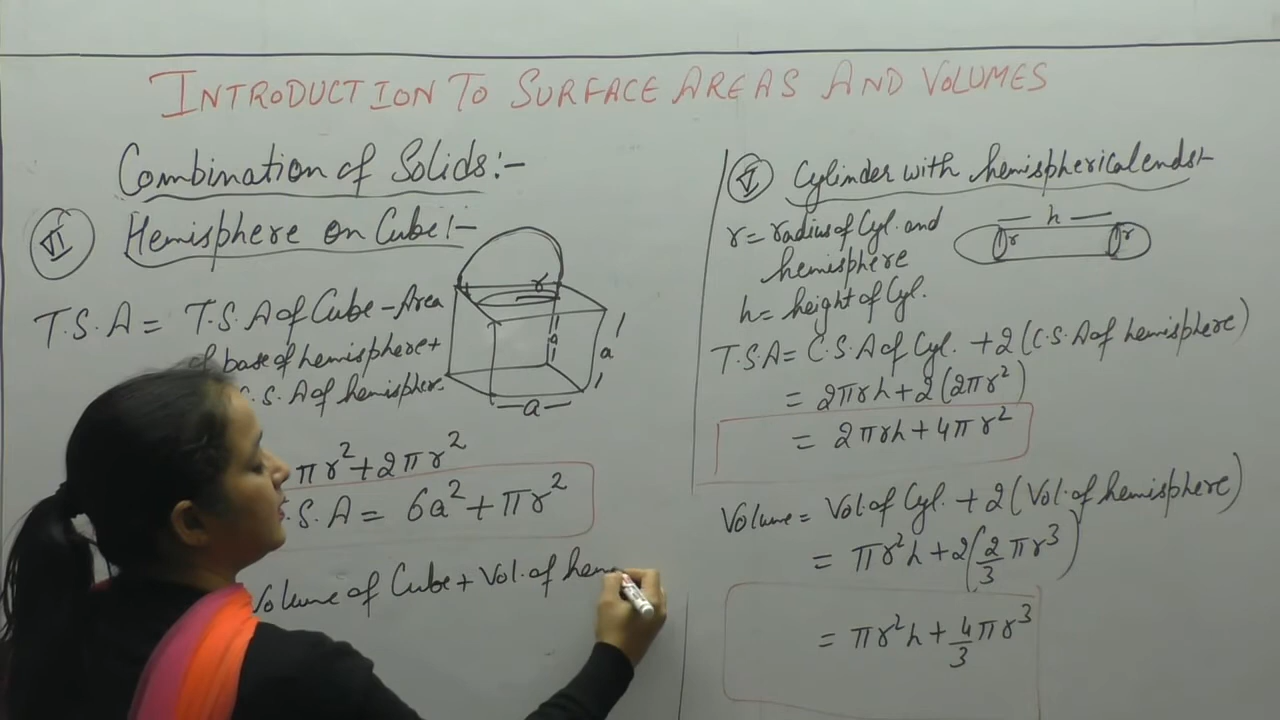 INTRODUCTION TO SURFACE AREAS AND VOLUMES
Combination of Solids:-
II Hemisphere on Cube:-
r
a
a
a
T.S.A = T.S.A of Cube - Area
of base of hemisphere +
C.S.A of hemispher.
πr²+2πr²
.S.A = 6a²+πr²
Volume of Cube + Vol. of hem
I Cylinder with hemispherical ends:-
r = radius of Cyl. and
hemisphere
h = height of Cyl.
h
r r
T.S.A = C.S.A of Cyl. + 2(C.S.A of hemisphere)
= 2πrh+2(2πr²)
= 2πrh+4πr²
Volume = Vol. of Cyl. + 2(Vol. of hemisphere)
= πr²h+2(2/3 πr³)
= πr²h+4/3 πr³